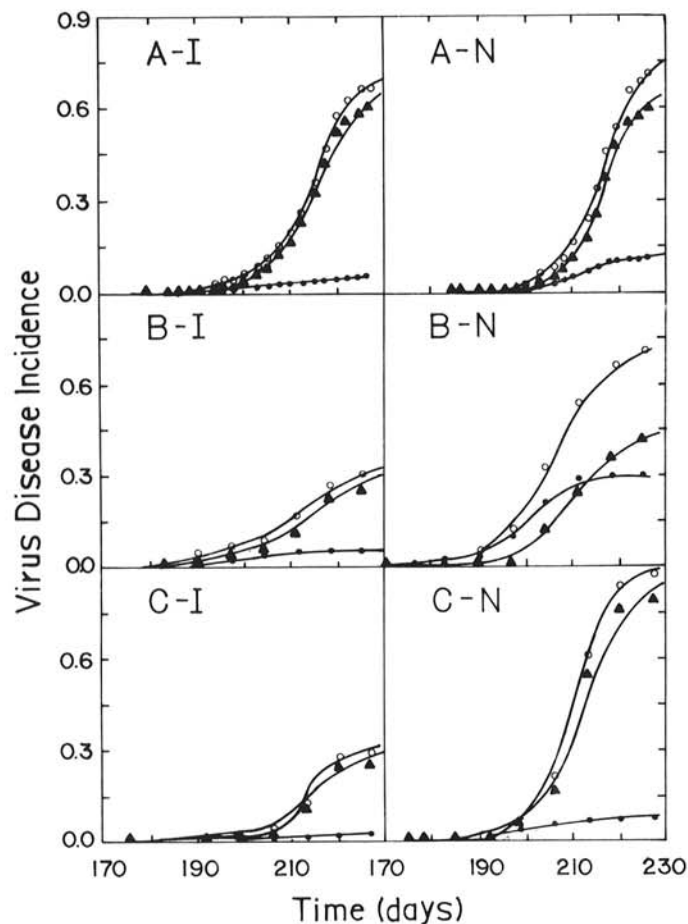 Virus Disease Incidence
0.9
0.6
0.3
0.0
A-I
A-N
0.6
0.3
0.0
B-I
B-N
0.6
0.3
0.0
C-I
C-N
170 190 210 170 190 210 230
Time (days)